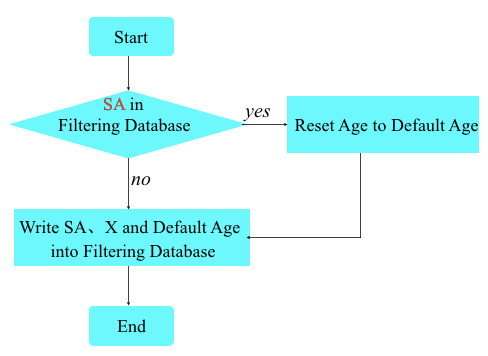 Start
SA in
Filtering Database
yes
Reset Age to Default Age
no
Write SA、X and Default Age
into Filtering Database
End